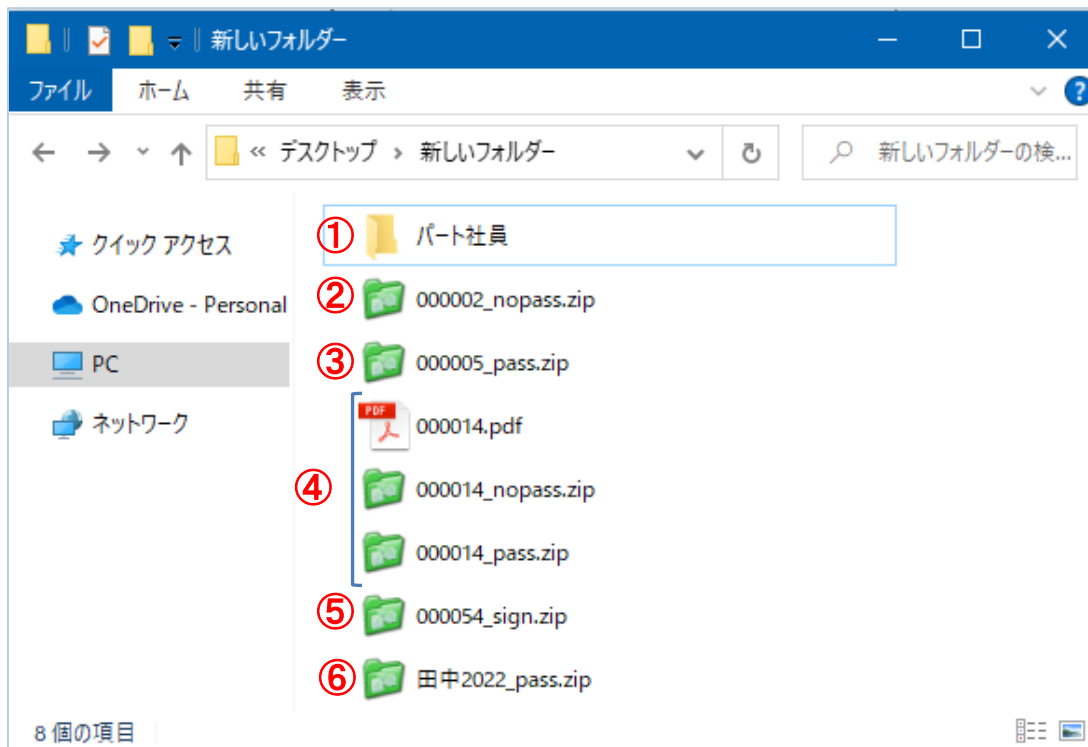 新しいフォルダー
ファイル ホーム 共有 表示 ?
« デスクトップ › 新しいフォルダー 新しいフォルダーの検...
クイック アクセス
OneDrive - Personal
PC
ネットワーク
① パート社員
② 000002_nopass.zip
③ 000005_pass.zip
④
PDF 000014.pdf
000014_nopass.zip
000014_pass.zip
⑤ 000054_sign.zip
⑥ 田中2022_pass.zip
8 個の項目